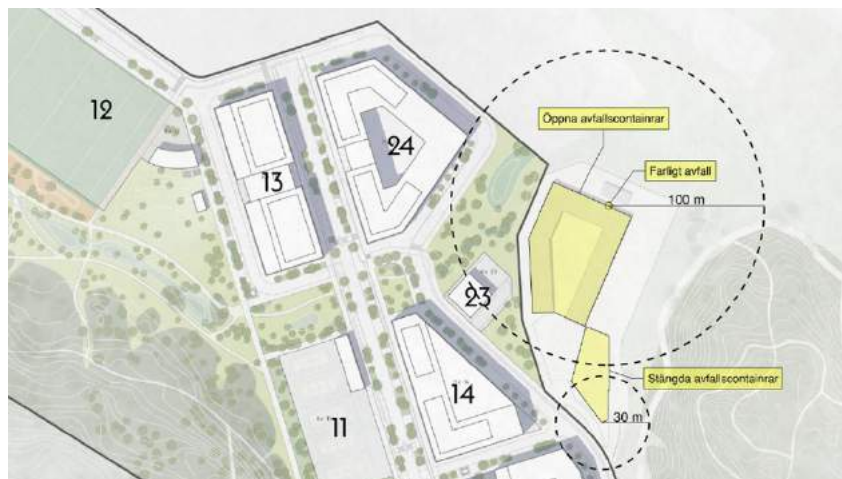 12
13
24
Öppna avfallscontainrar
Farligt avfall
100 m
23
Stängda avfallscontainrar
14
11
30 m